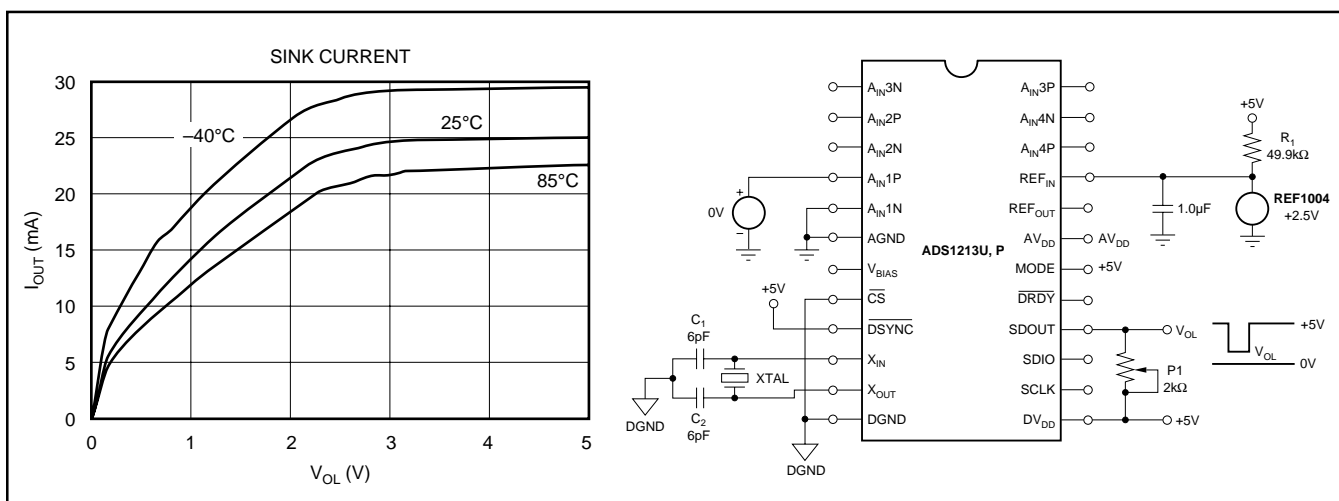 SINK CURRENT
30
25
20
15
10
5
0
I_OUT (mA)
–40°C
25°C
85°C
0
1
2
3
4
5
V_OL (V)
A_IN3N
A_IN2P
A_IN2N
A_IN1P
A_IN1N
AGND
V_BIAS
CS
DSYNC
X_IN
X_OUT
DGND
ADS1213U, P
A_IN3P
A_IN4N
A_IN4P
REF_IN
REF_OUT
AV_DD
MODE
DRDY
SDOUT
SDIO
SCLK
DV_DD
+
0V
–
+5V
C1
6pF
XTAL
C2
6pF
DGND
DGND
+5V
R1
49.9kΩ
1.0µF
REF1004
+2.5V
AV_DD
+5V
V_OL
P1
2kΩ
+5V
+5V
V_OL
0V